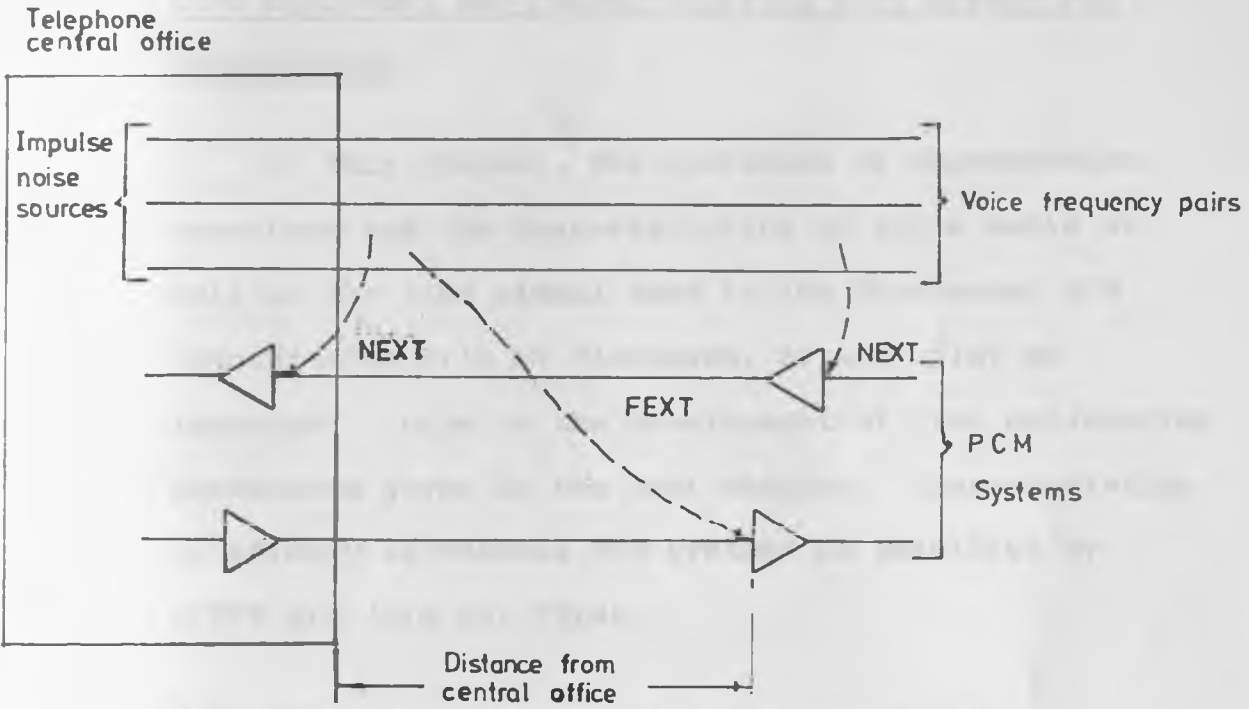 Telephone
central office
Impulse
noise
sources
Voice frequency pairs
NEXT
NEXT
FEXT
PCM
Systems
Distance from
central office